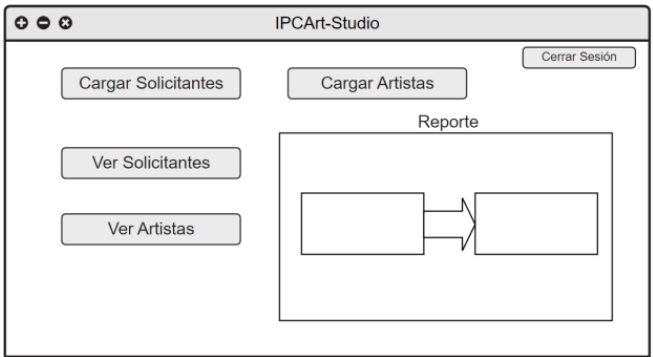 IPCArt-Studio
Cerrar Sesión
Cargar Solicitantes
Cargar Artistas
Reporte
Ver Solicitantes
Ver Artistas